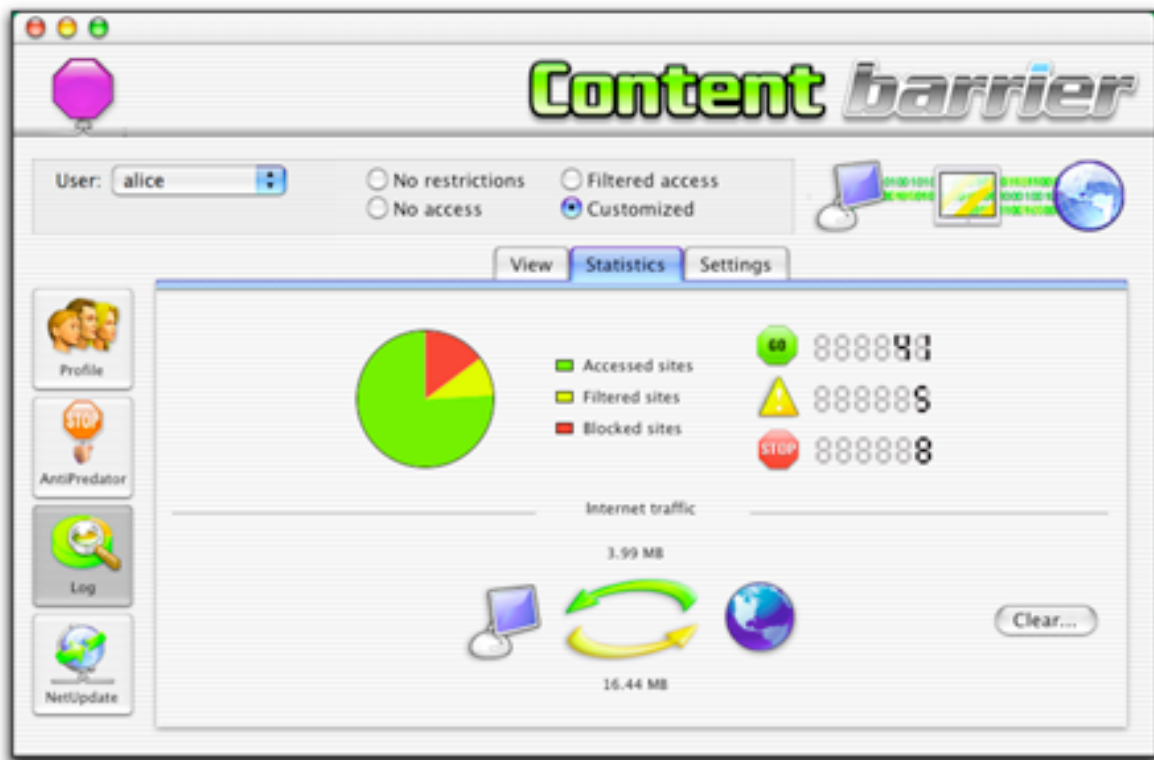 Content barrier
User: alice
No restrictions
Filtered access
No access
Customized
View Statistics Settings
Profile
STOP
AntiPredator
Log
NetUpdate
Accessed sites
Filtered sites
Blocked sites
GO 41
5
STOP 8
Internet traffic
3.99 MB
Clear...
16.44 MB